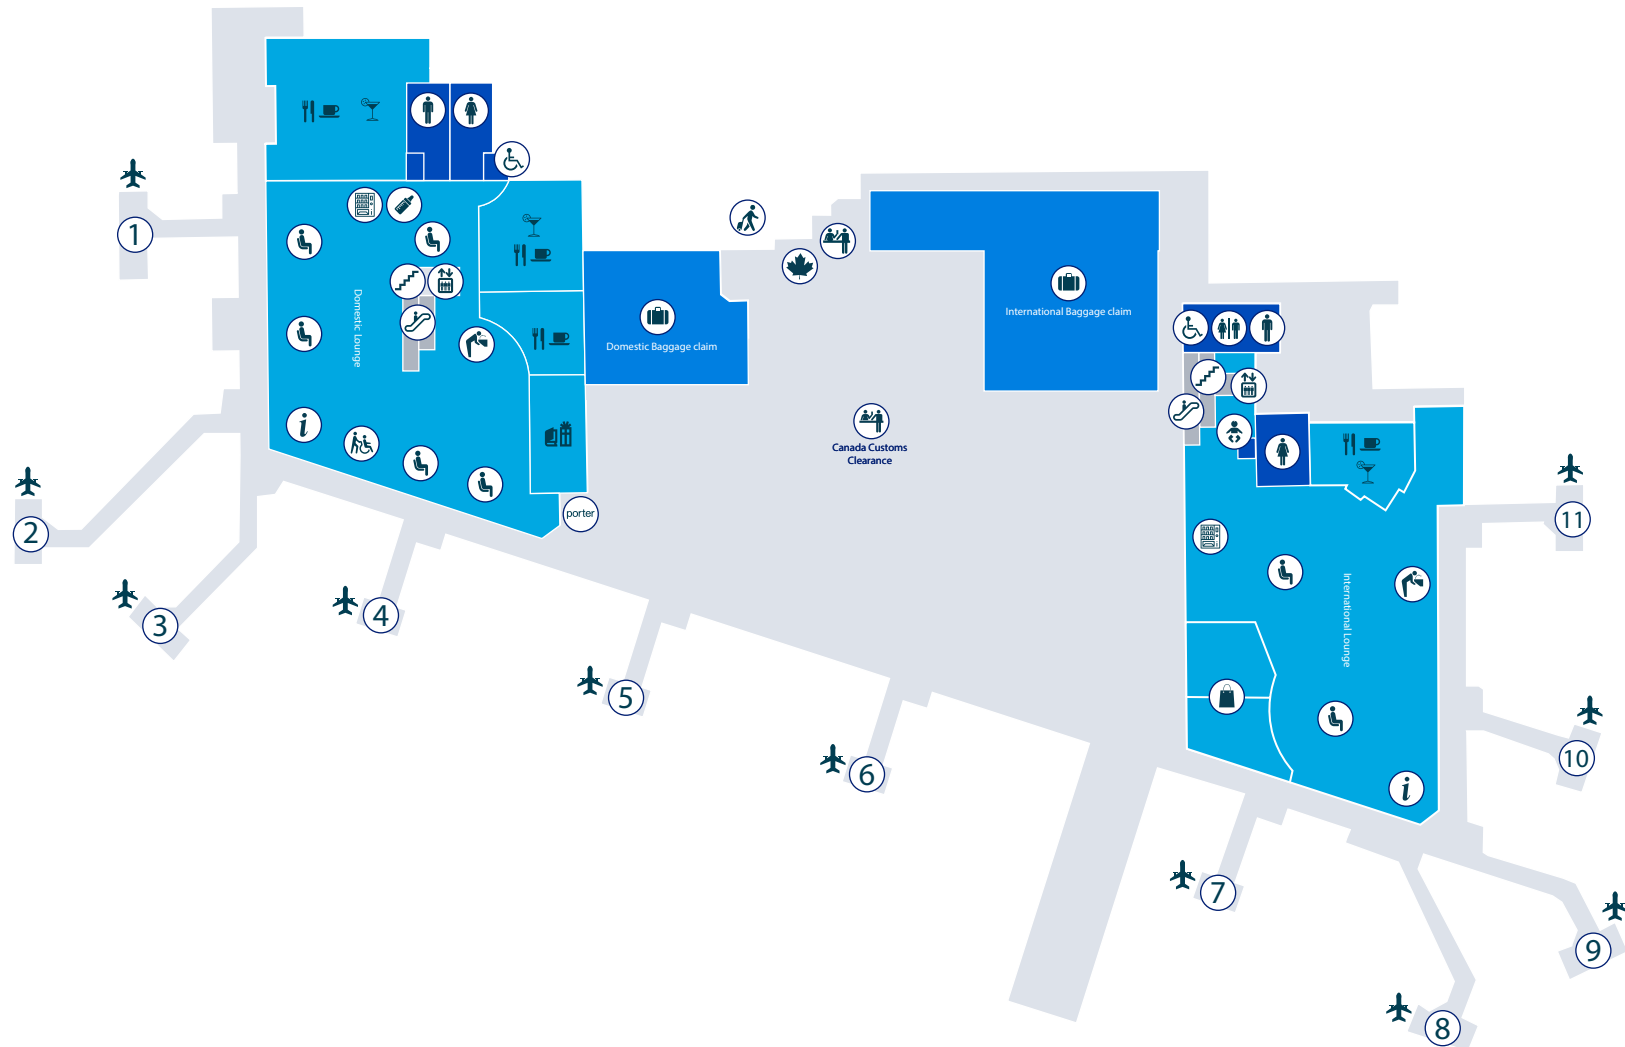 1
Domestic Lounge
Domestic Baggage claim
International Baggage claim
Canada Customs
Clearance
i
porter
2
3
4
5
6
7
8
9
10
11
International Lounge
i